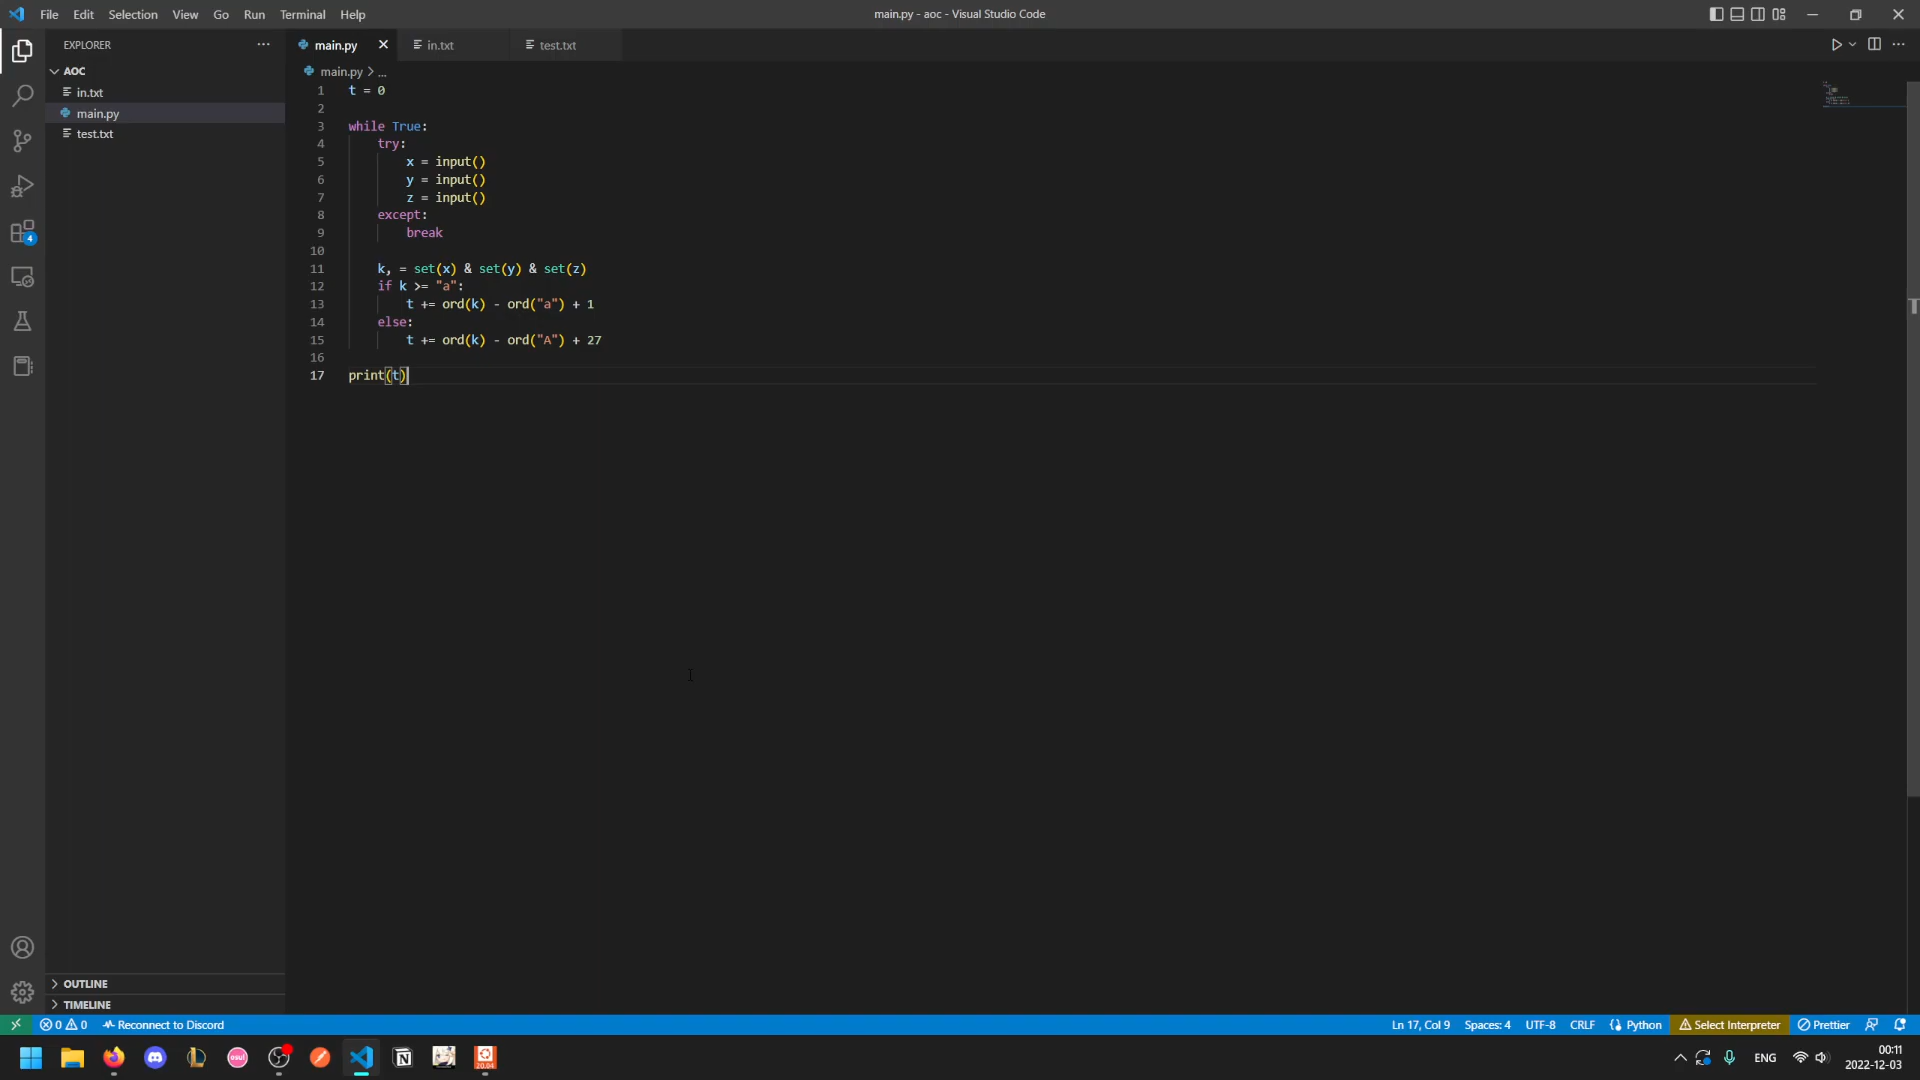 File Edit Selection View Go Run Terminal Help
main.py - aoc - Visual Studio Code
EXPLORER
AOC
in.txt
main.py
test.txt
main.py
in.txt
test.txt
main.py > ...
1 t = 0
2
3 while True:
4 try:
5 x = input()
6 y = input()
7 z = input()
8 except:
9 break
10
11 k, = set(x) & set(y) & set(z)
12 if k >= "a":
13 t += ord(k) - ord("a") + 1
14 else:
15 t += ord(k) - ord("A") + 27
16
17 print(t)
4
OUTLINE
TIMELINE
0 0 Reconnect to Discord
Ln 17, Col 9 Spaces: 4 UTF-8 CRLF Python Select Interpreter Prettier
osu!
20.04
ENG
00:11
2022-12-03